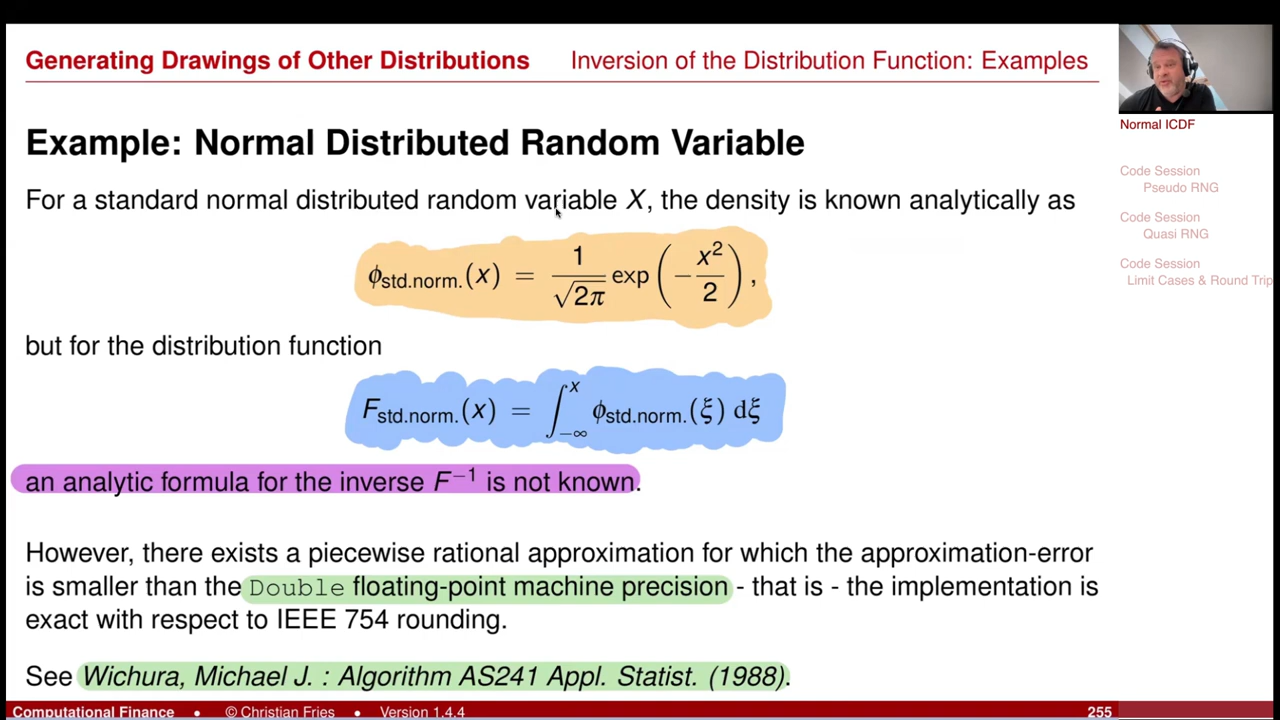 Generating Drawings of Other Distributions Inversion of the Distribution Function: Examples
Example: Normal Distributed Random Variable
For a standard normal distributed random variable X, the density is known analytically as
ϕstd.norm.(x) = 1/√2π exp(−x²/2),
but for the distribution function
Fstd.norm.(x) = ∫−∞^x ϕstd.norm.(ξ) dξ
an analytic formula for the inverse F⁻¹ is not known.
However, there exists a piecewise rational approximation for which the approximation-error
is smaller than the Double floating-point machine precision - that is - the implementation is
exact with respect to IEEE 754 rounding.
See Wichura, Michael J. : Algorithm AS241 Appl. Statist. (1988).
Normal ICDF
Code Session
Pseudo RNG
Code Session
Quasi RNG
Code Session
Limit Cases & Round Trip
Computational Finance • © Christian Fries • Version 1.4.4 255